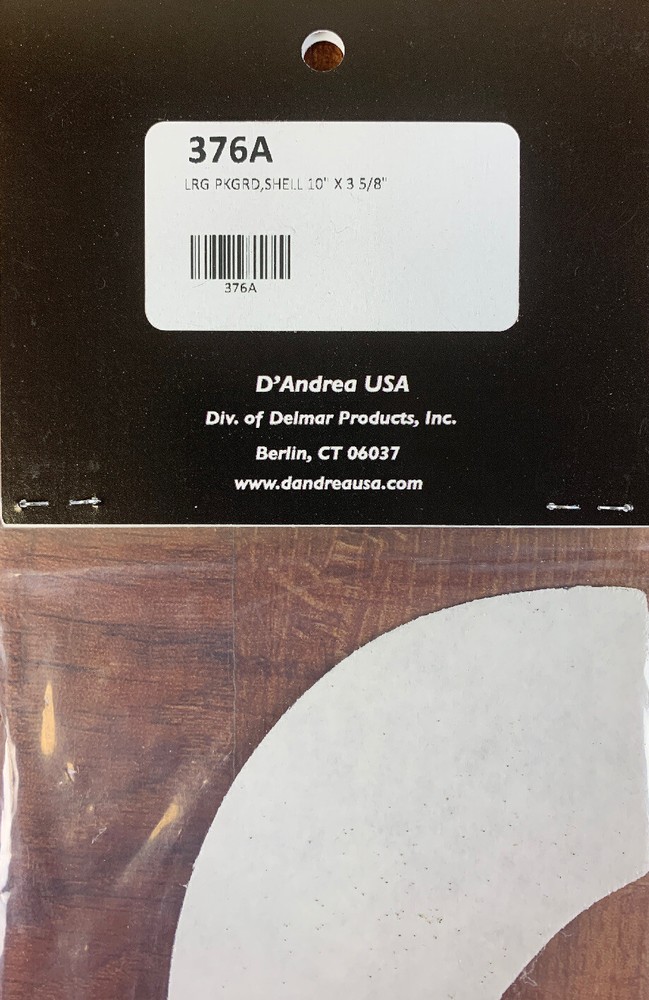 376A
LRG PKGRD,SHELL 10" X 3 5/8"
376A
D'Andrea USA
Div. of Delmar Products, Inc.
Berlin, CT 06037
www.dandreausa.com